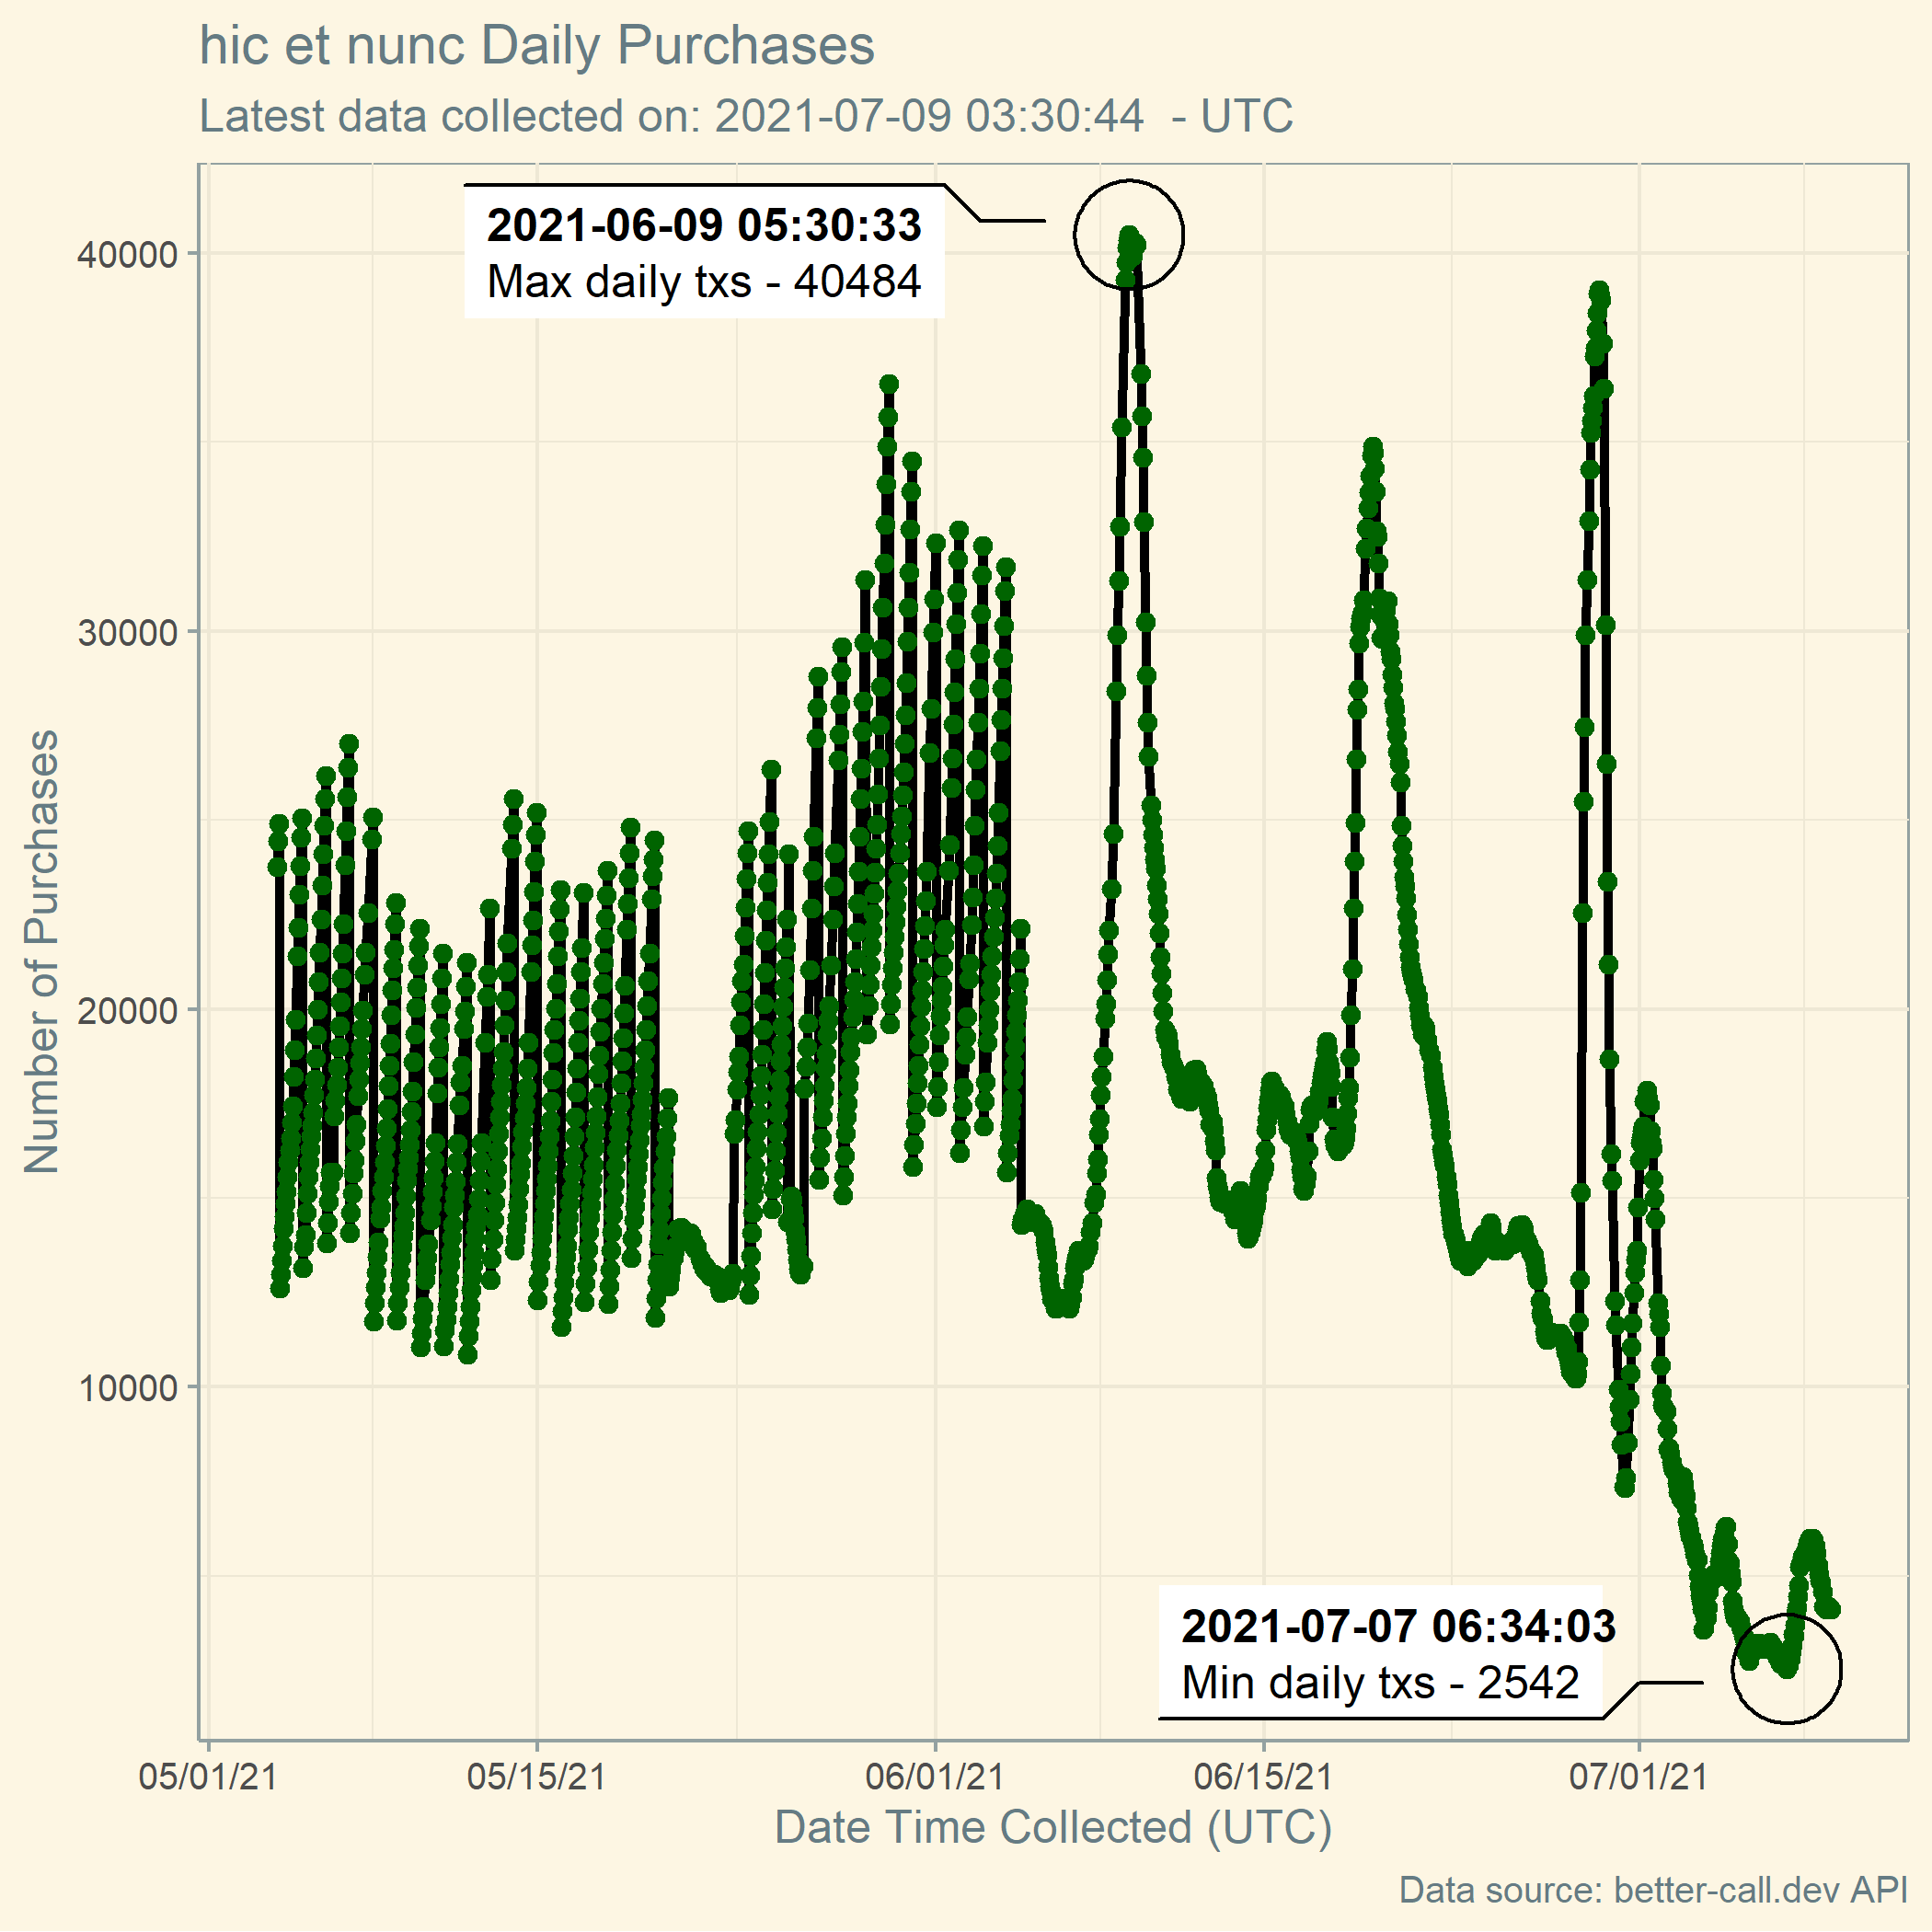 hic et nunc Daily Purchases
Latest data collected on: 2021-07-09 03:30:44  - UTC
2021-06-09 05:30:33
Max daily txs - 40484
40000
30000
20000
10000
Number of Purchases
2021-07-07 06:34:03
Min daily txs - 2542
05/01/21
05/15/21
06/01/21
06/15/21
07/01/21
Date Time Collected (UTC)
Data source: better-call.dev API